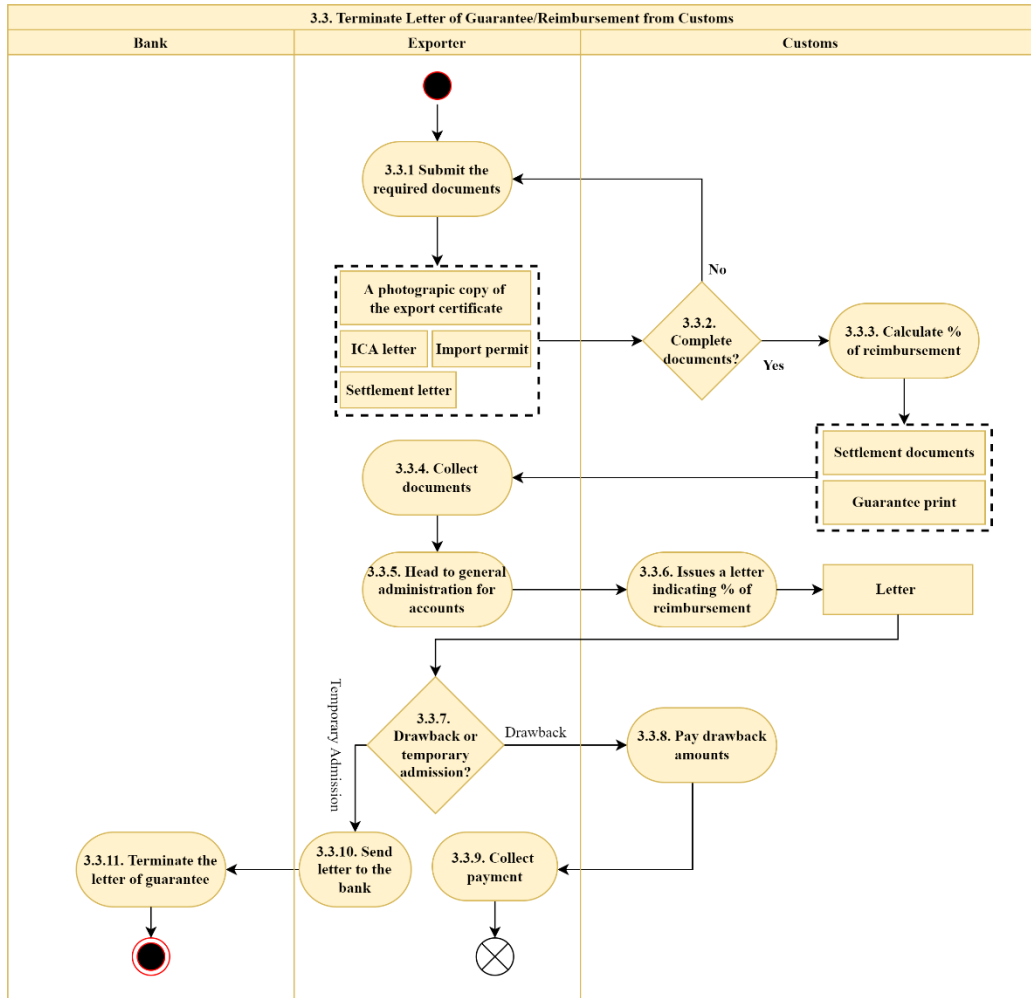 3.3. Terminate Letter of Guarantee/Reimbursement from Customs
Bank
Exporter
Customs
3.3.1 Submit the
required documents
A photograpic copy of
the export certificate
ICA letter
Import permit
Settlement letter
No
3.3.2.
Complete
documents?
Yes
3.3.3. Calculate %
of reimbursement
Settlement documents
Guarantee print
3.3.4. Collect
documents
3.3.5. Head to general
administration for
accounts
3.3.6. Issues a letter
indicating % of
reimbursement
Letter
3.3.7.
Drawback or
temporary
admission?
Temporary Admission
Drawback
3.3.8. Pay drawback
amounts
3.3.11. Terminate the
letter of guarantee
3.3.10. Send
letter to the
bank
3.3.9. Collect
payment